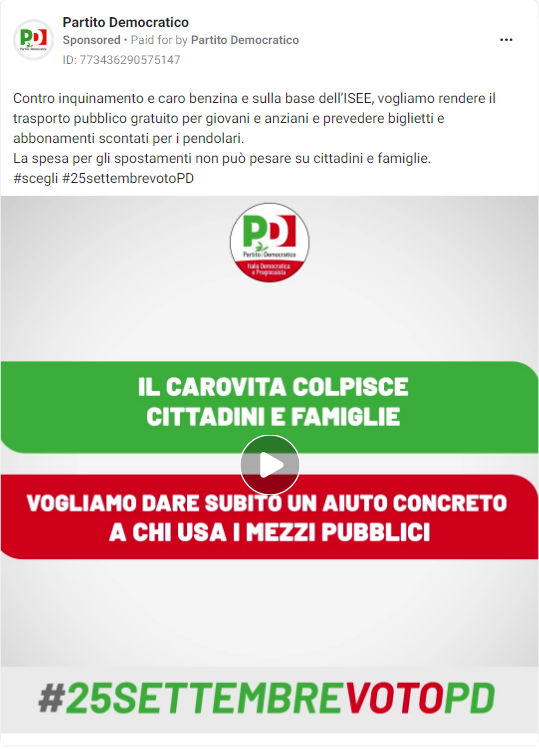 Partito Democratico
Sponsored • Paid for by Partito Democratico
ID: 773436290575147
Contro inquinamento e caro benzina e sulla base dell'ISEE, vogliamo rendere il
trasporto pubblico gratuito per giovani e anziani e prevedere biglietti e
abbonamenti scontati per i pendolari.
La spesa per gli spostamenti non può pesare su cittadini e famiglie.
#scegli #25settembrevotoPD
PD
Partito Democratico
Italia Democratica
e Progressista
IL CAROVITA COLPISCE
CITTADINI E FAMIGLIE
VOGLIAMO DARE SUBITO UN AIUTO CONCRETO
A CHI USA I MEZZI PUBBLICI
#25SETTEMBREVOTOPD